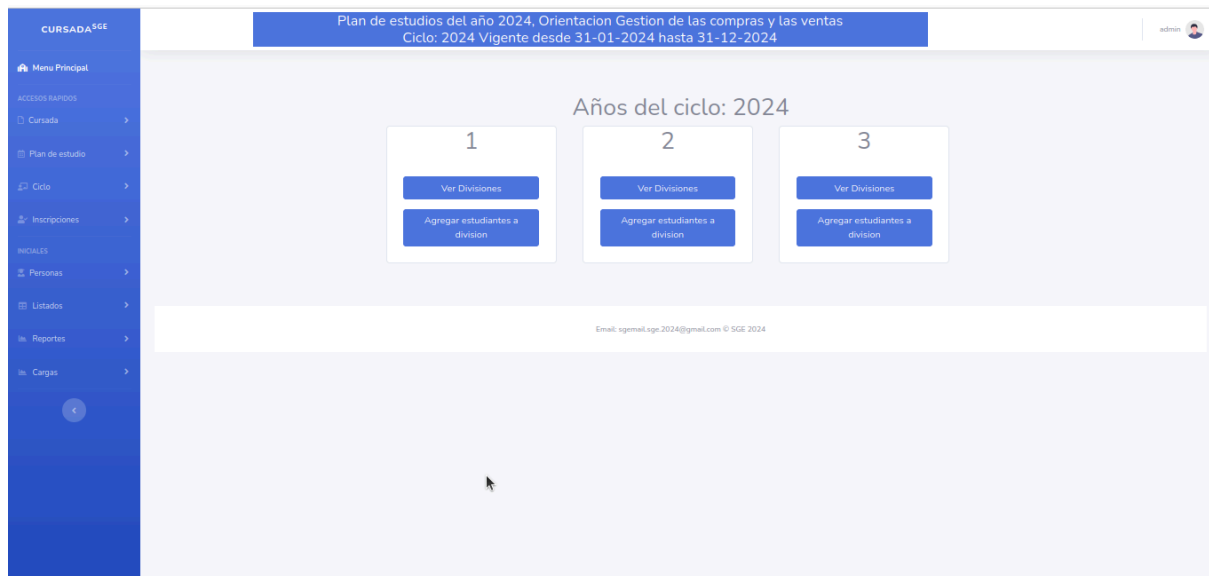 CURSADA SGE
Plan de estudios del año 2024, Orientacion Gestion de las compras y las ventas
Ciclo: 2024 Vigente desde 31-01-2024 hasta 31-12-2024
admin
Menu Principal
ACCESOS RAPIDOS
Cursada
Plan de estudio
Ciclo
Inscripciones
INICIALES
Personas
Listados
Reportes
Cargas
Años del ciclo: 2024
1
Ver Divisiones
Agregar estudiantes a
division
2
Ver Divisiones
Agregar estudiantes a
division
3
Ver Divisiones
Agregar estudiantes a
division
Email: sgemail.sge.2024@gmail.com © SGE 2024